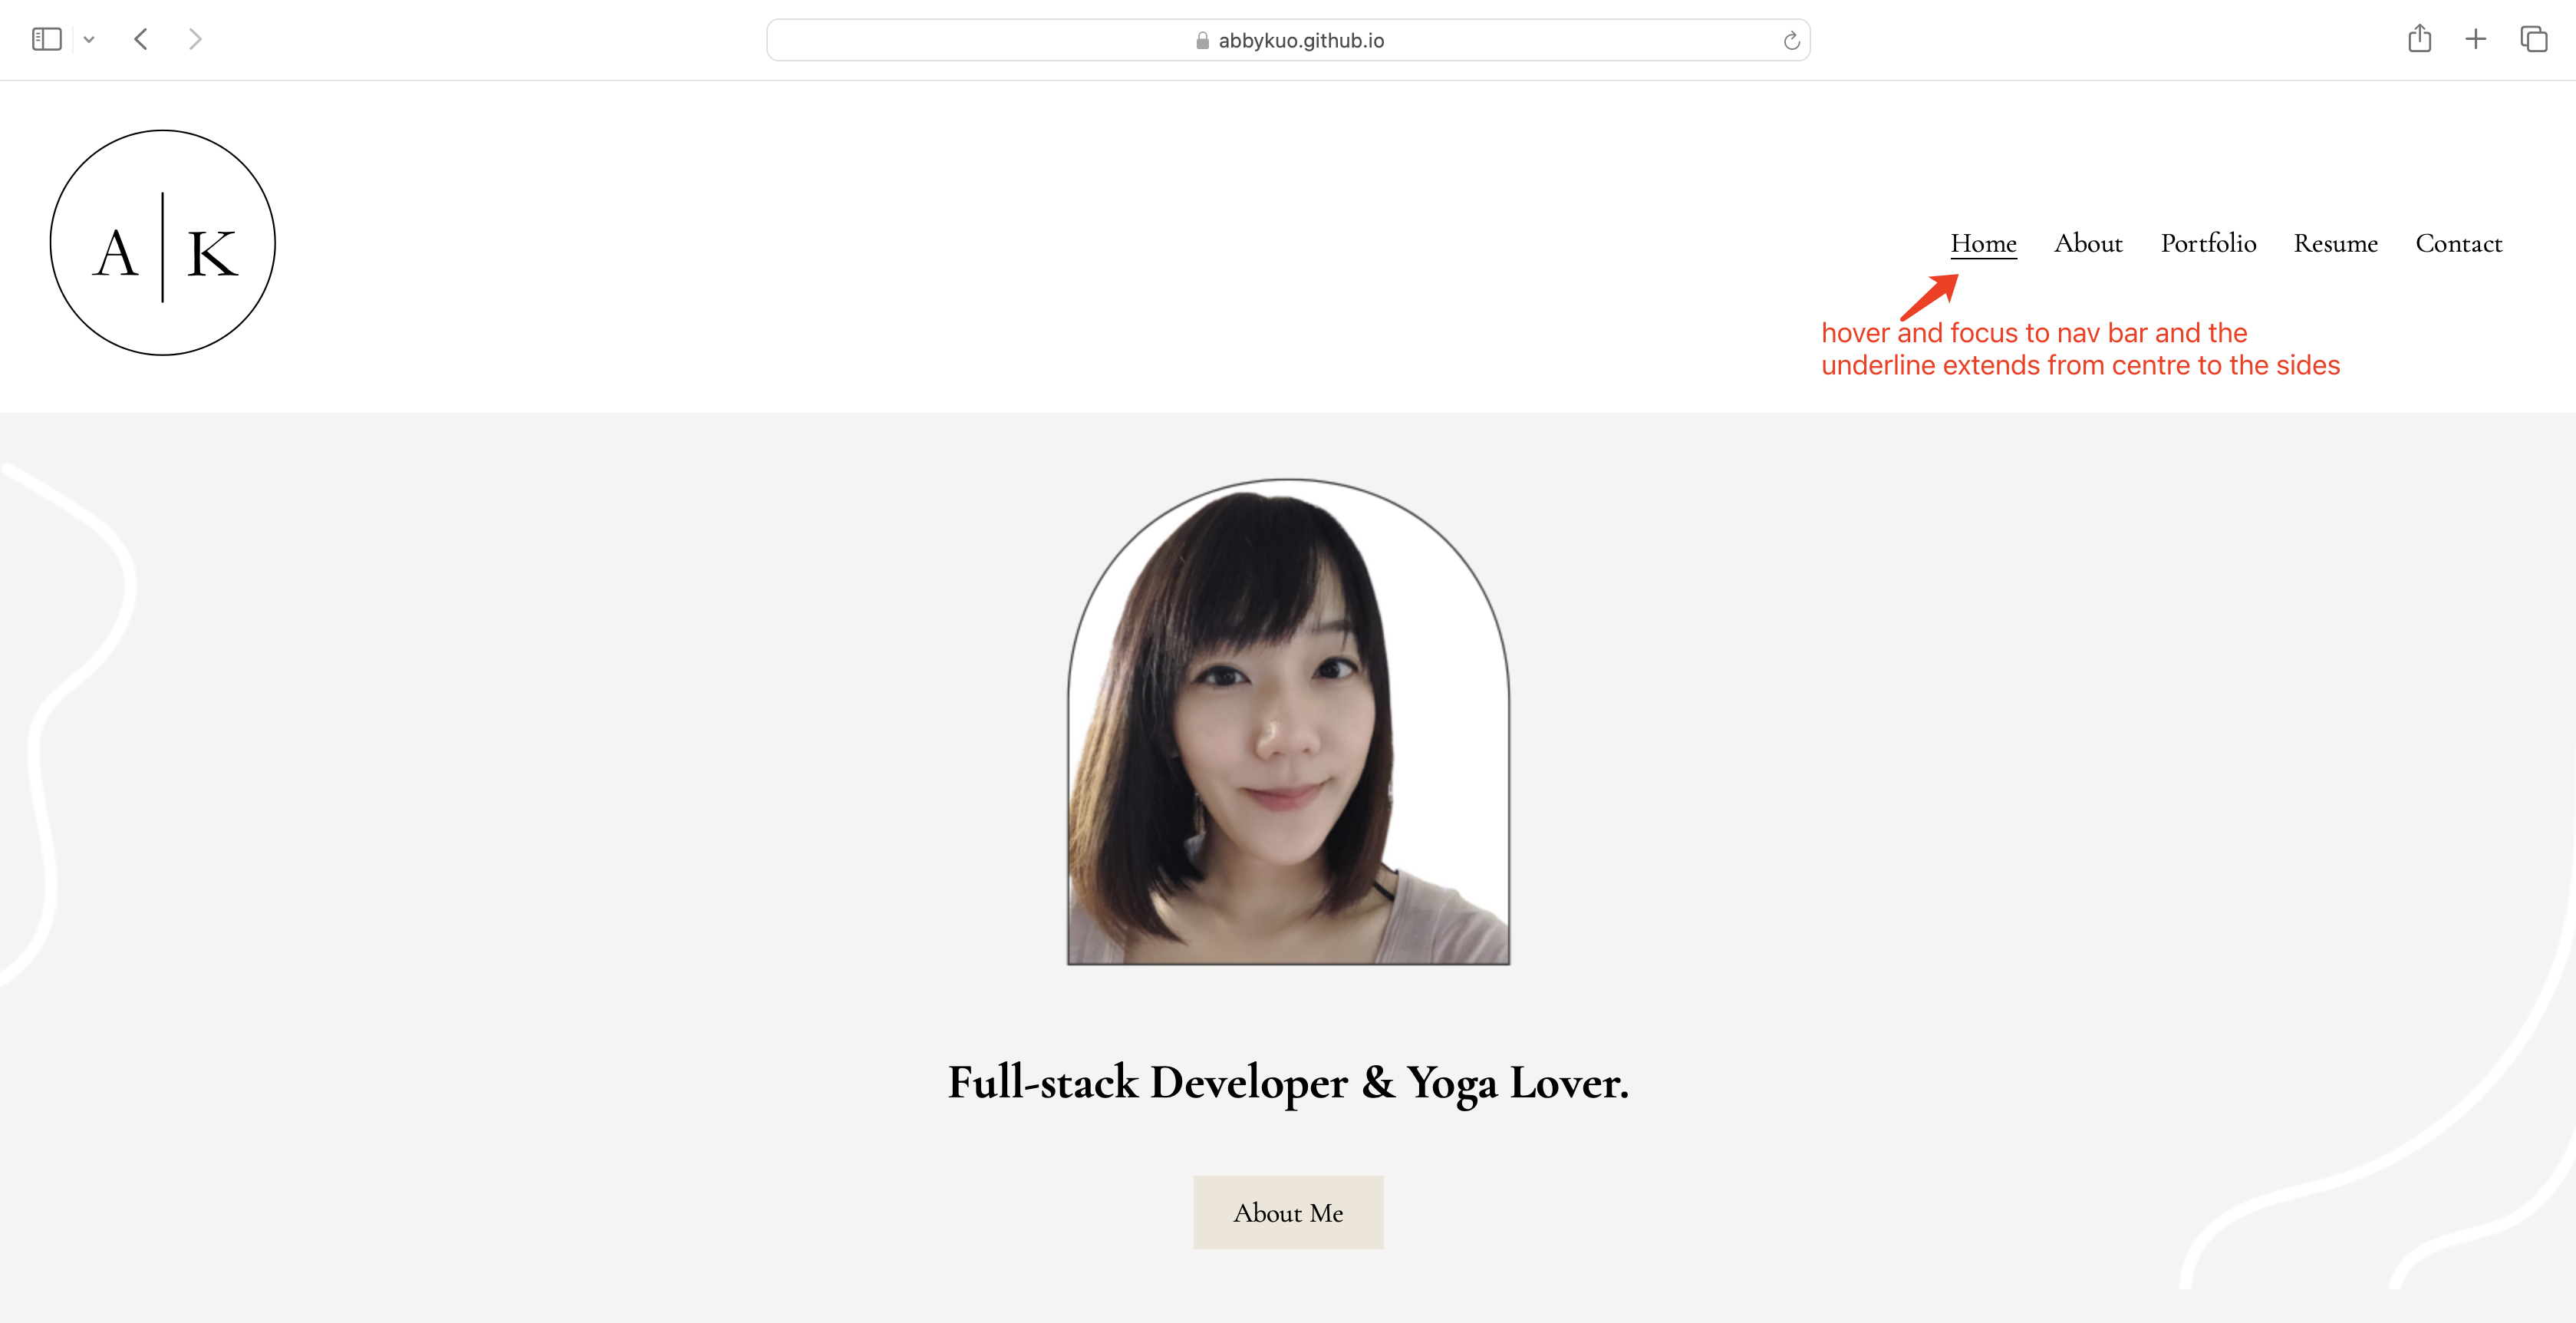 abbykuo.github.io
A | K
Home About Portfolio Resume Contact
hover and focus to nav bar and the
underline extends from centre to the sides
Full-stack Developer & Yoga Lover.
About Me